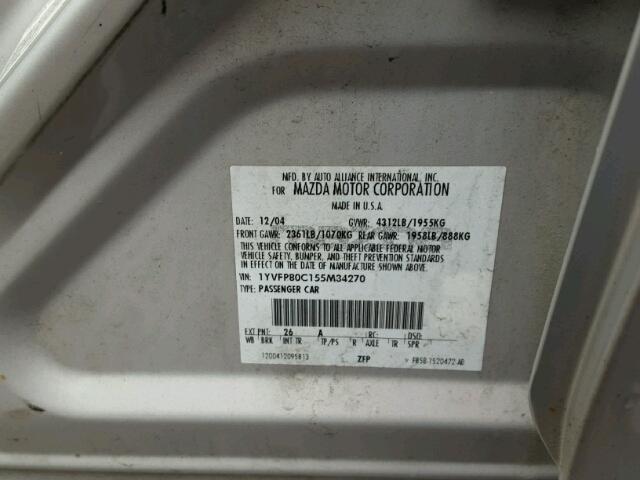 MFD. BY AUTO ALLIANCE INTERNATIONAL, INC.
FOR MAZDA MOTOR CORPORATION
MADE IN U.S.A.
DATE: 12/04 GVWR: 4312LB/1955KG
FRONT GAWR: 2361LB/1070KG REAR GAWR: 1958LB/888KG
THIS VEHICLE CONFORMS TO ALL APPLICABLE FEDERAL MOTOR
VEHICLE SAFETY, BUMPER, AND THEFT PREVENTION STANDARDS
IN EFFECT ON THE DATE OF MANUFACTURE SHOWN ABOVE.
VIN: 1YVFP80C155M34270
TYPE: PASSENGER CAR
EXT PNT: 26 A RC: DSO:
WB BRK INT TR TP/PS R AXLE TR SPR
1200412095813 ZFP